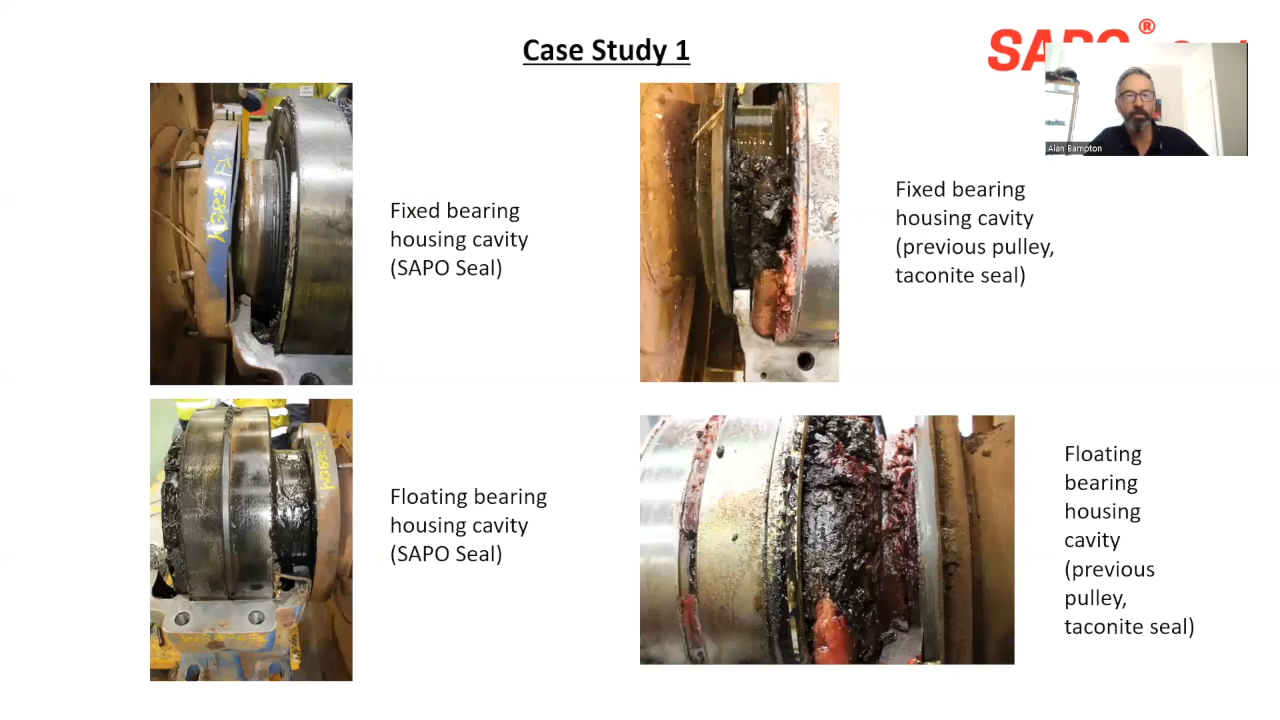 Case Study 1
SAPO®
Alan Bampton
Fixed bearing
housing cavity
(SAPO Seal)
Fixed bearing
housing cavity
(previous pulley,
taconite seal)
Floating bearing
housing cavity
(SAPO Seal)
Floating
bearing
housing
cavity
(previous
pulley,
taconite seal)